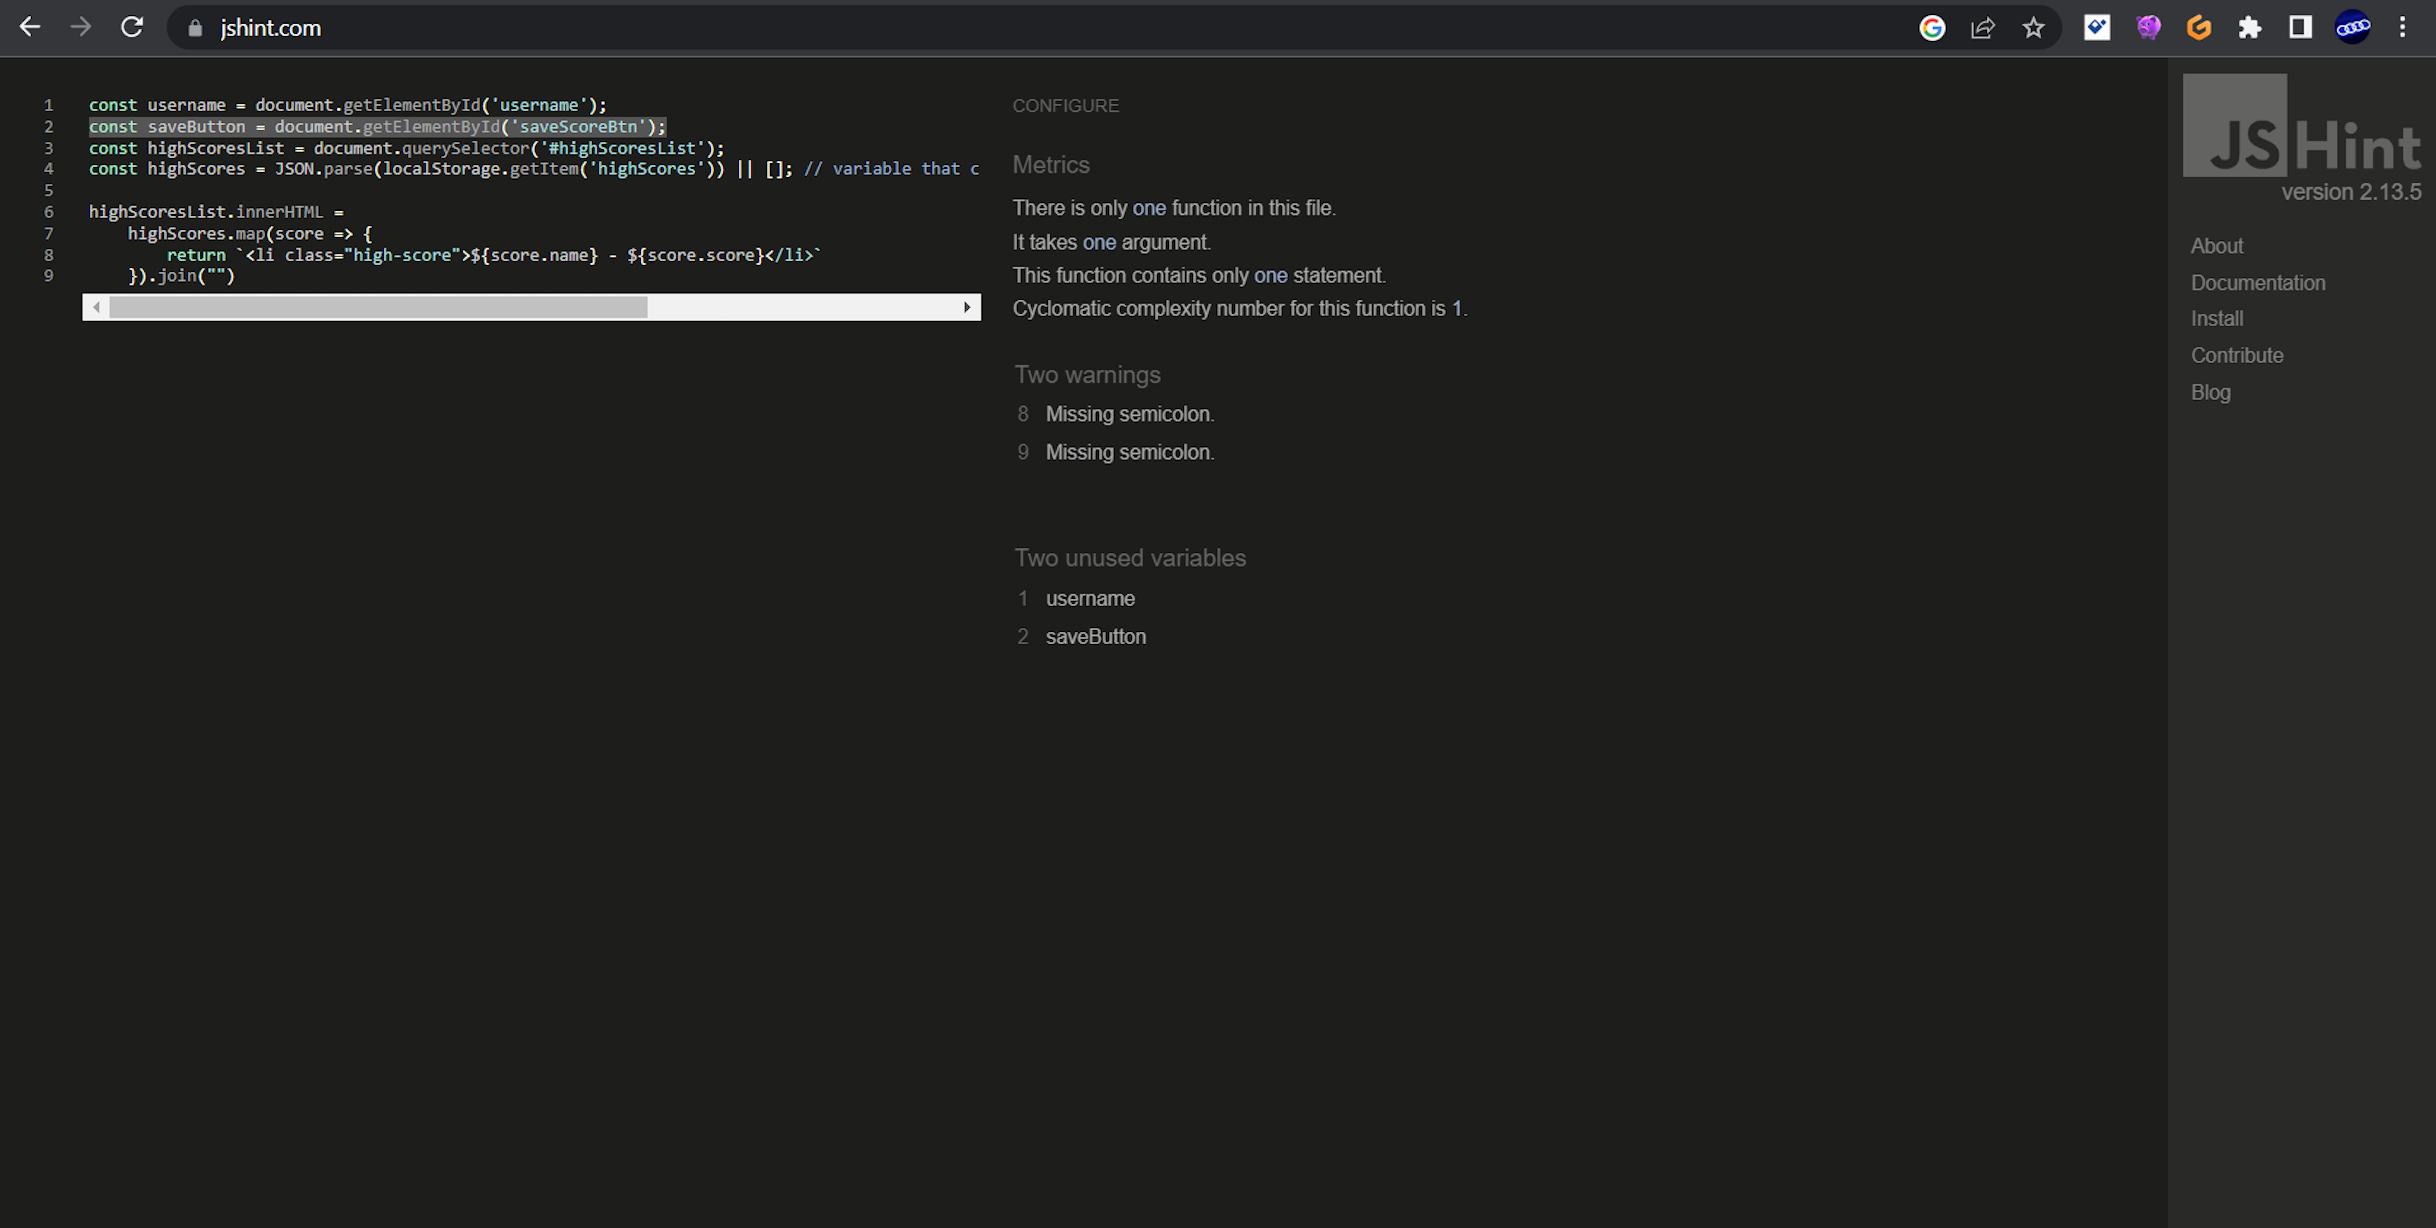 jshint.com
1 const username = document.getElementById('username');
2 const saveButton = document.getElementById('saveScoreBtn');
3 const highScoresList = document.querySelector('#highScoresList');
4 const highScores = JSON.parse(localStorage.getItem('highScores')) || []; // variable that c
5
6 highScoresList.innerHTML =
7 highScores.map(score => {
8 return `<li class="high-score">${score.name} - ${score.score}</li>`
9 }).join("")
CONFIGURE
Metrics
There is only one function in this file.
It takes one argument.
This function contains only one statement.
Cyclomatic complexity number for this function is 1.
Two warnings
8 Missing semicolon.
9 Missing semicolon.
Two unused variables
1 username
2 saveButton
JSHint
version 2.13.5
About
Documentation
Install
Contribute
Blog